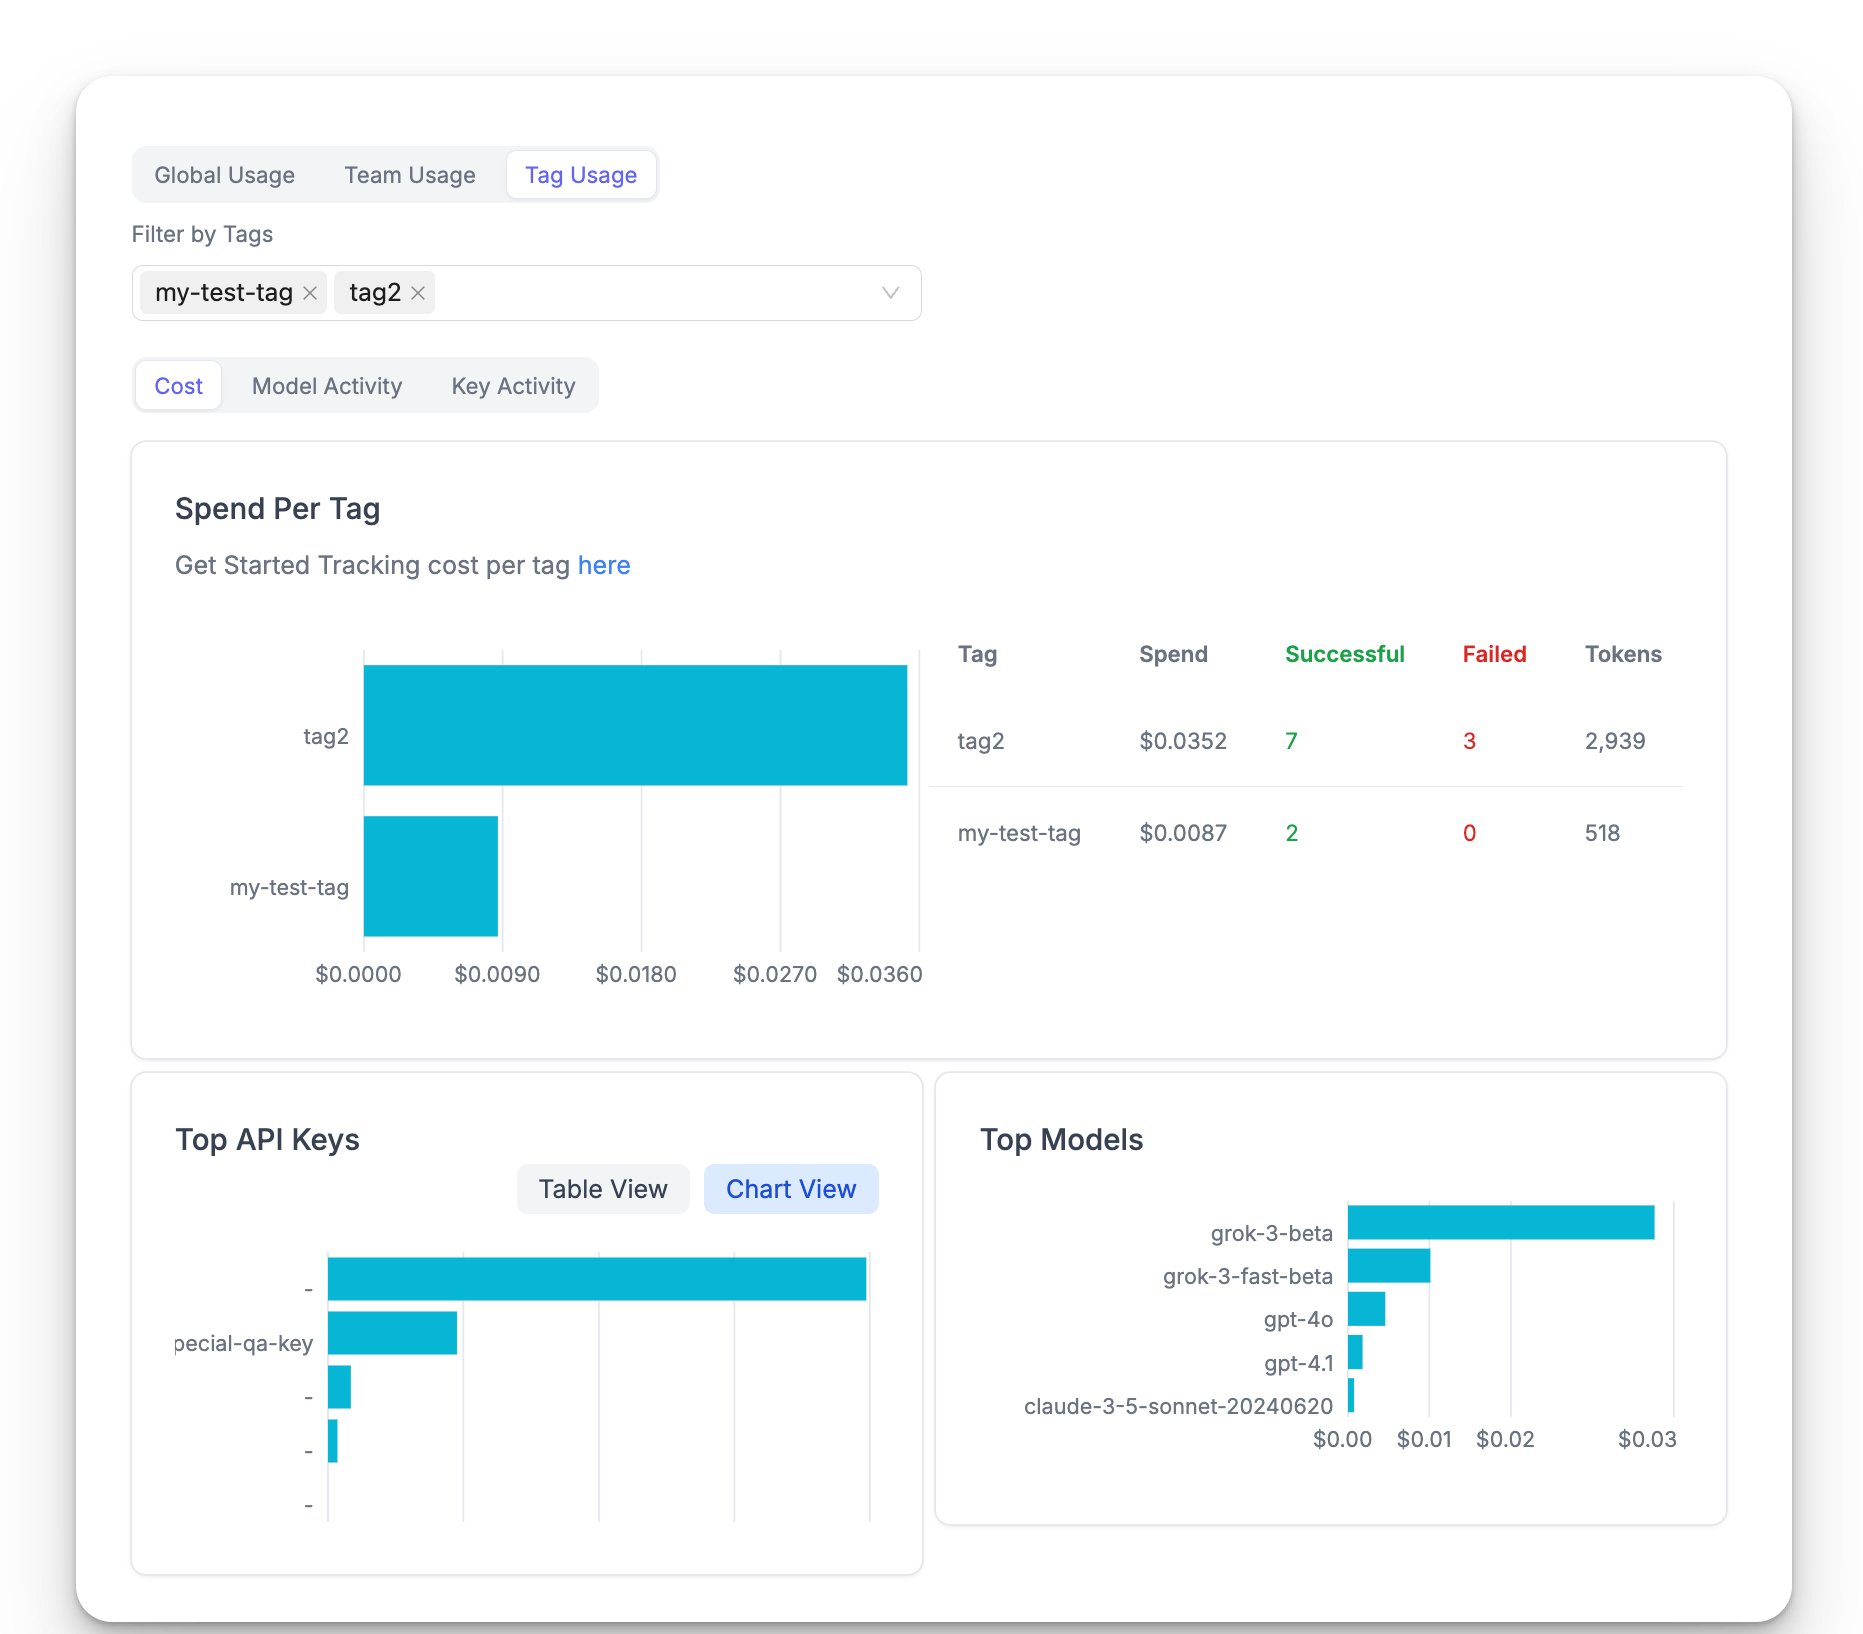 Global Usage Team Usage Tag Usage
Filter by Tags
my-test-tag tag2
Cost Model Activity Key Activity
Spend Per Tag
Get Started Tracking cost per tag here
tag2
my-test-tag
$0.0000 $0.0090 $0.0180 $0.0270 $0.0360
Tag Spend Successful Failed Tokens
tag2 $0.0352 7 3 2,939
my-test-tag $0.0087 2 0 518
Top API Keys
Table View Chart View
-
pecial-qa-key
-
-
-
Top Models
grok-3-beta
grok-3-fast-beta
gpt-4o
gpt-4.1
claude-3-5-sonnet-20240620
$0.00 $0.01 $0.02 $0.03